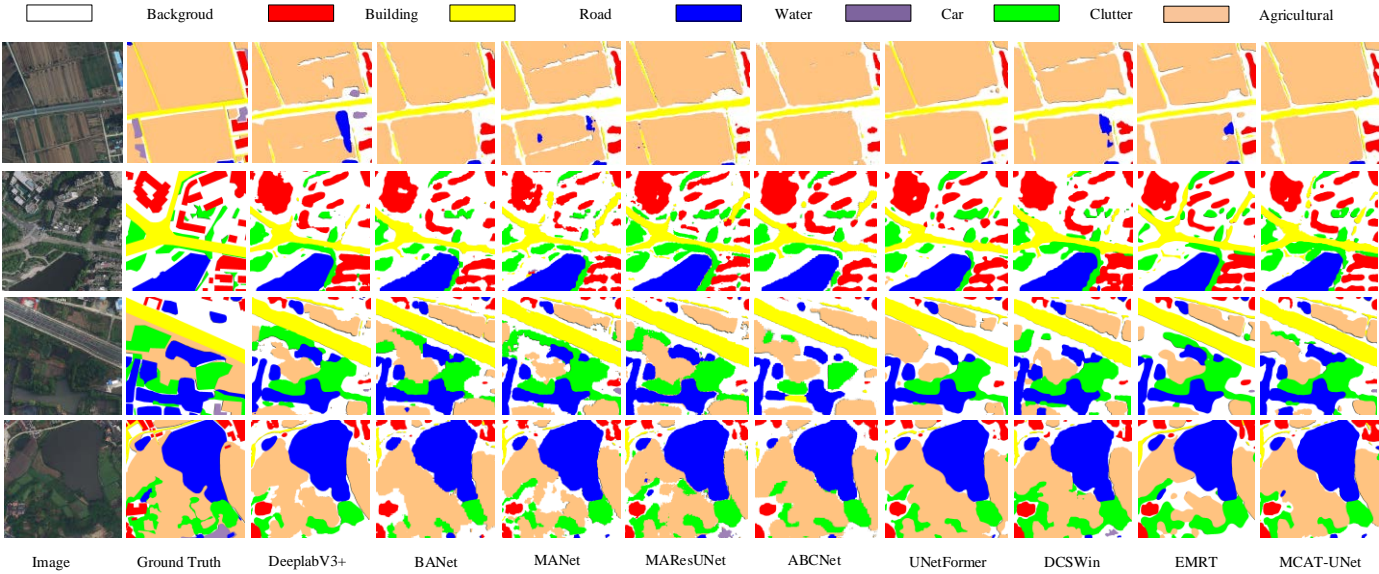 Backgroud Building Road Water Car Clutter Agricultural
Image Ground Truth DeeplabV3+ BANet MANet MAResUNet ABCNet UNetFormer DCSWin EMRT MCAT-UNet